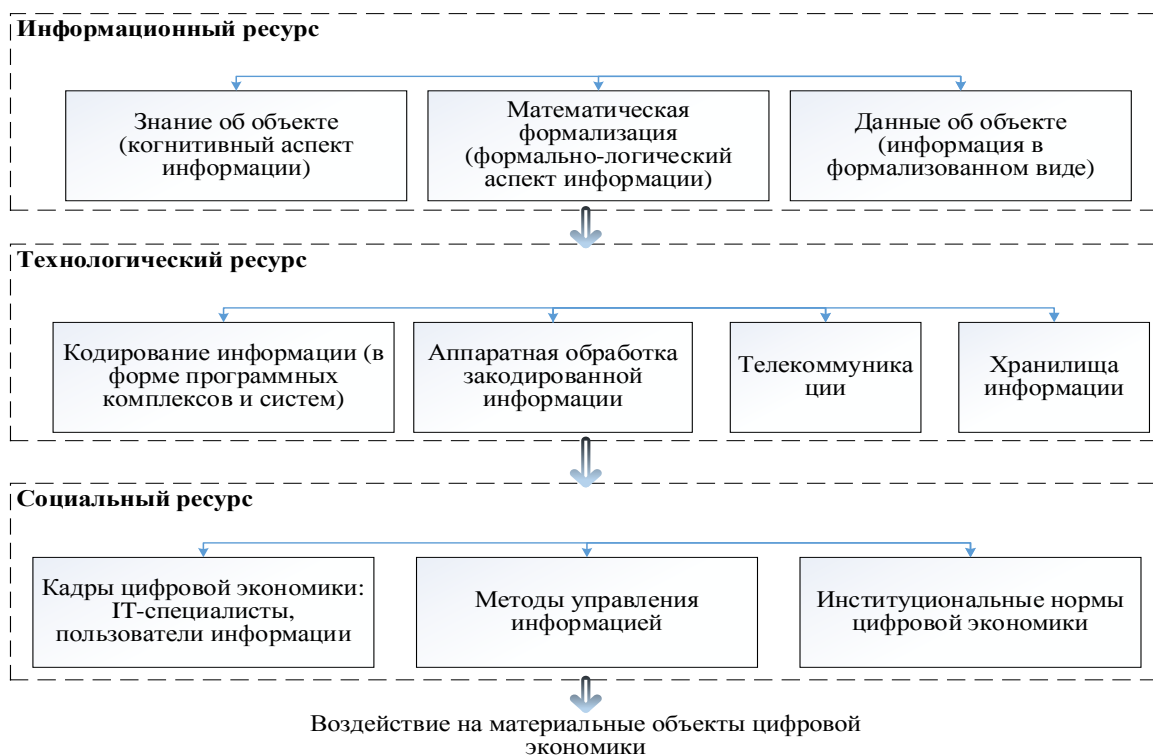 Информационный ресурс
Знание об объекте
(когнитивный аспект
информации)
Математическая
формализация
(формально-логический
аспект информации)
Данные об объекте
(информация в
формализованном виде)
Технологический ресурс
Кодирование информации (в
форме программных
комплексов и систем)
Аппаратная обработка
закодированной
информации
Телекоммуника
ции
Хранилища
информации
Социальный ресурс
Кадры цифровой экономики:
IT-специалисты,
пользователи информации
Методы управления
информацией
Институциональные нормы
цифровой экономики
Воздействие на материальные объекты цифровой
экономики